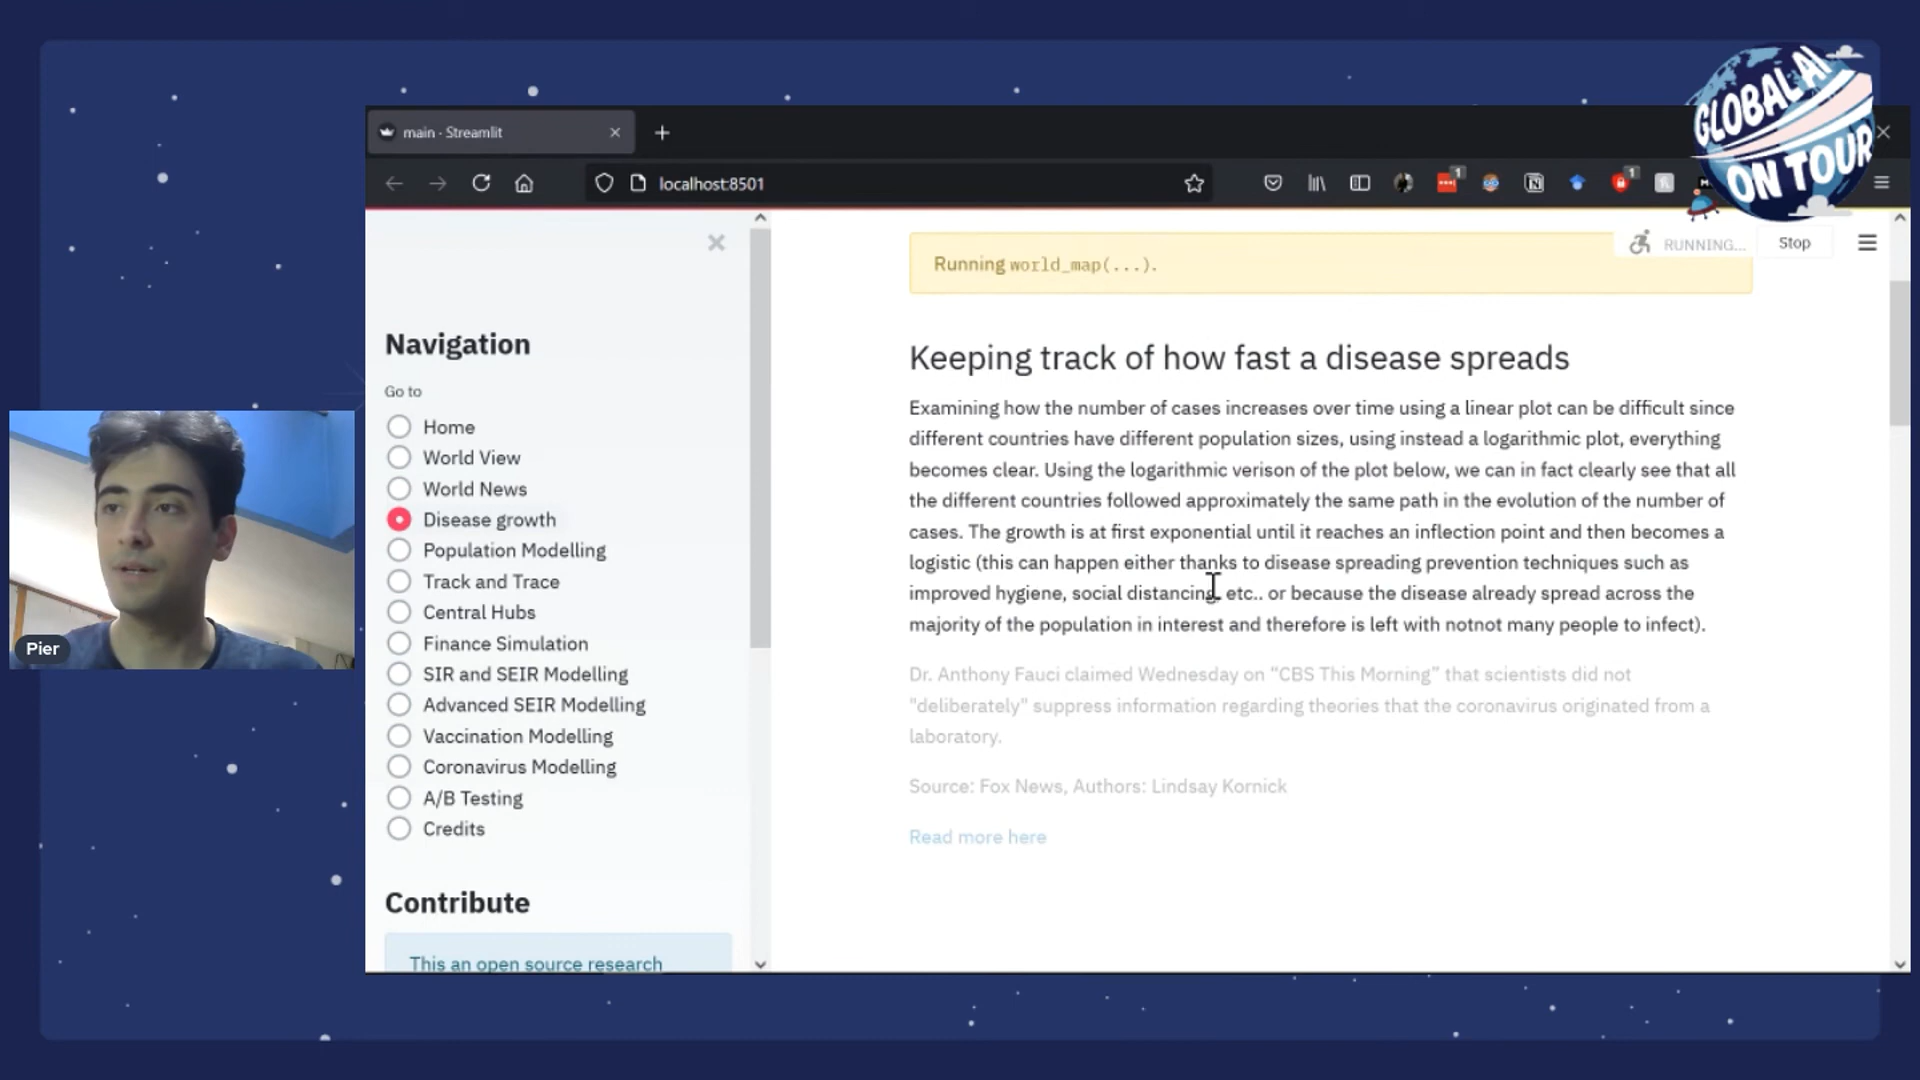 GLOBAL AI
ON TOUR
main · Streamlit
localhost:8501
1
1
Running world_map(...).
RUNNING...
Stop
Navigation
Go to
Home
World View
World News
Disease growth
Population Modelling
Track and Trace
Central Hubs
Finance Simulation
SIR and SEIR Modelling
Advanced SEIR Modelling
Vaccination Modelling
Coronavirus Modelling
A/B Testing
Credits
Contribute
This an open source research
Keeping track of how fast a disease spreads
Examining how the number of cases increases over time using a linear plot can be difficult since
different countries have different population sizes, using instead a logarithmic plot, everything
becomes clear. Using the logarithmic verison of the plot below, we can in fact clearly see that all
the different countries followed approximately the same path in the evolution of the number of
cases. The growth is at first exponential until it reaches an inflection point and then becomes a
logistic (this can happen either thanks to disease spreading prevention techniques such as
improved hygiene, social distancing, etc.. or because the disease already spread across the
majority of the population in interest and therefore is left with notnot many people to infect).
Dr. Anthony Fauci claimed Wednesday on “CBS This Morning” that scientists did not
"deliberately" suppress information regarding theories that the coronavirus originated from a
laboratory.
Source: Fox News, Authors: Lindsay Kornick
Read more here
Pier